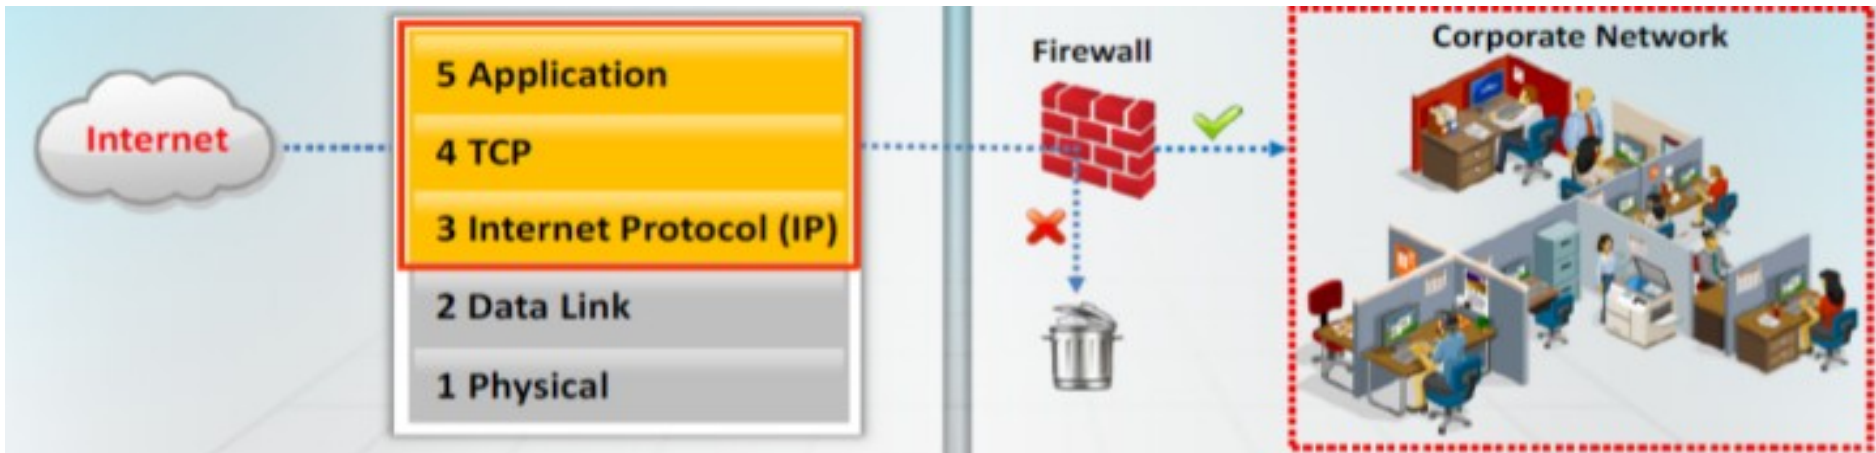 Internet
5 Application
4 TCP
3 Internet Protocol (IP)
2 Data Link
1 Physical
Firewall
Corporate Network